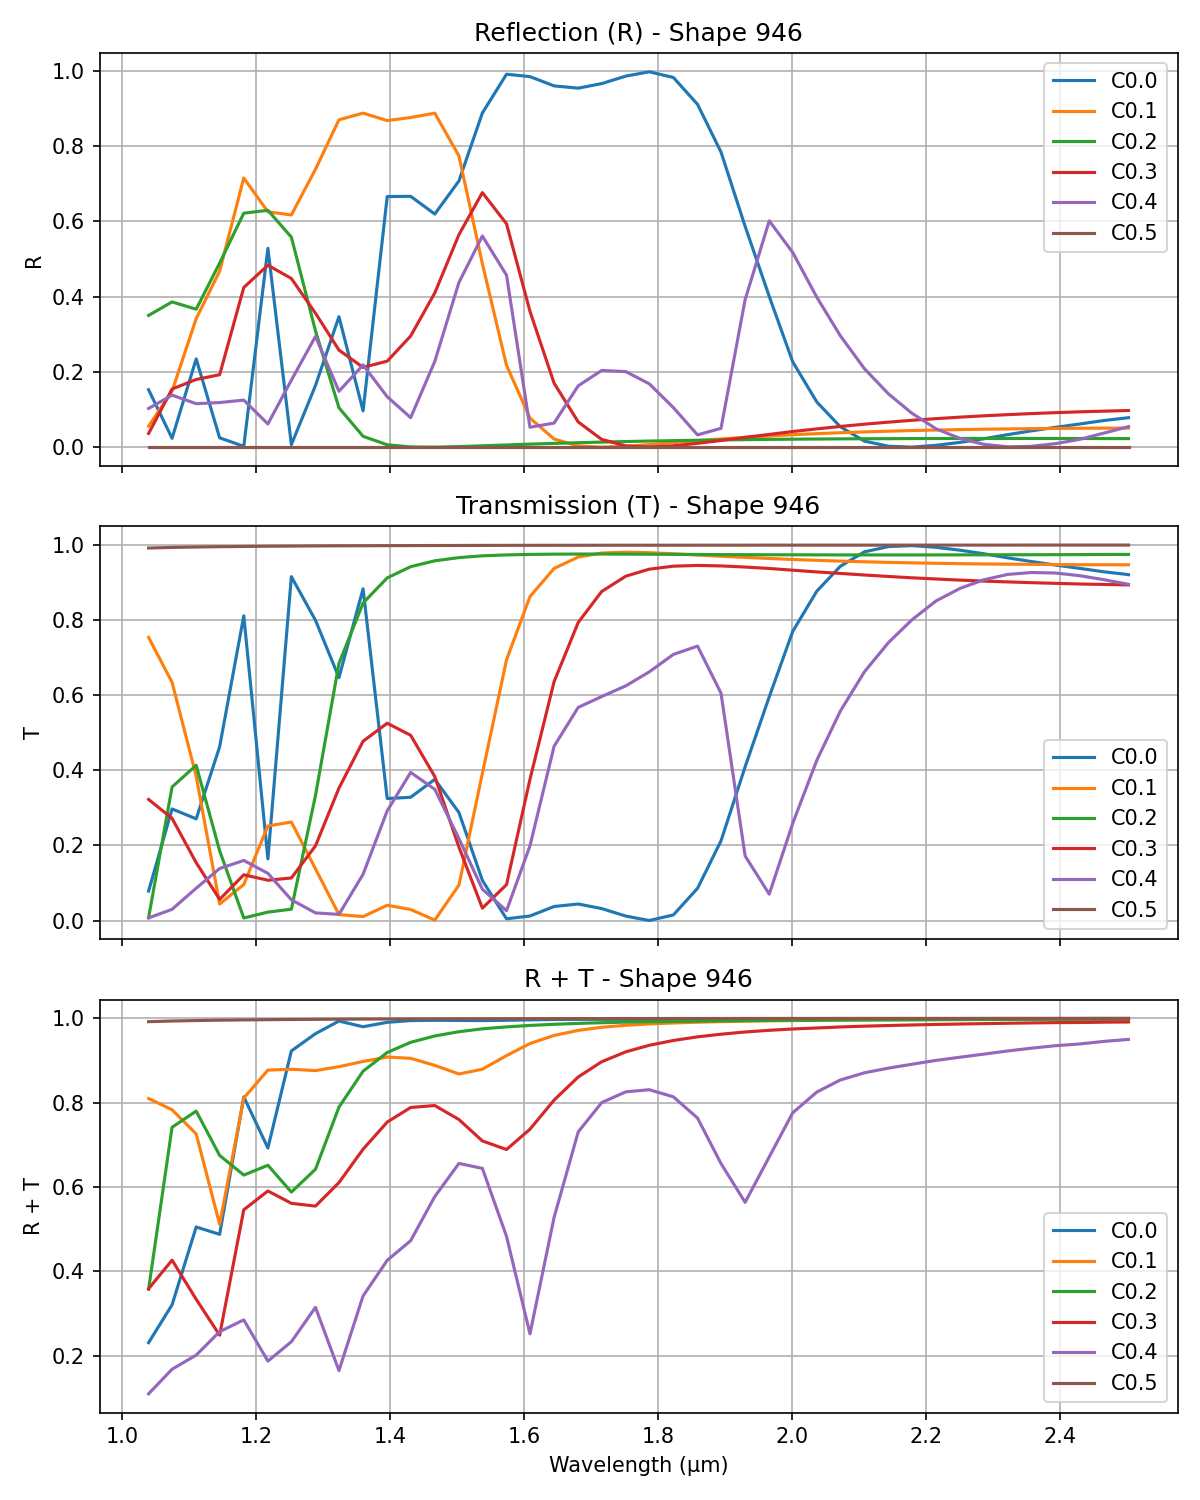 Reflection (R) - Shape 946
1.0
0.8
0.6
0.4
0.2
0.0
R
C0.0
C0.1
C0.2
C0.3
C0.4
C0.5
Transmission (T) - Shape 946
1.0
0.8
0.6
0.4
0.2
0.0
T
C0.0
C0.1
C0.2
C0.3
C0.4
C0.5
R + T - Shape 946
1.0
0.8
0.6
0.4
0.2
R + T
C0.0
C0.1
C0.2
C0.3
C0.4
C0.5
1.0 1.2 1.4 1.6 1.8 2.0 2.2 2.4
Wavelength (μm)